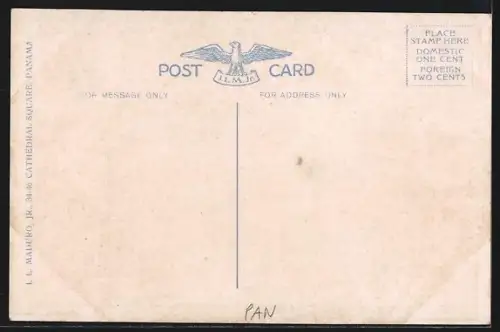 PLACE
STAMP HERE
DOMESTIC
ONE CENT
FOREIGN
TWO CENTS
POST CARD
I.L.M.Jr.
FOR MESSAGE ONLY
FOR ADDRESS ONLY
I. L. MADURO, JR., 34-46 CATHEDRAL SQUARE, PANAMA
PAN